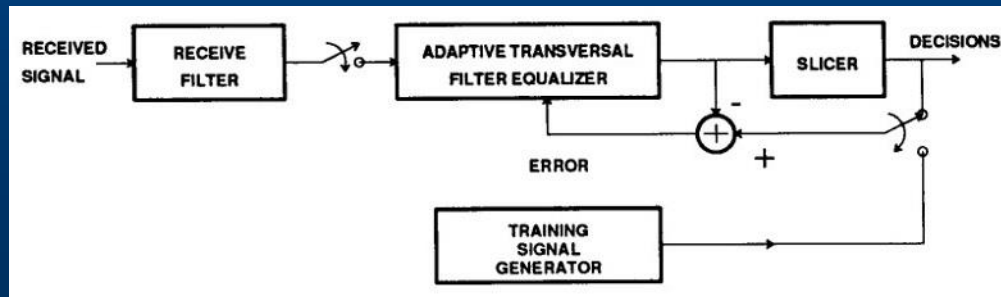 RECEIVED
SIGNAL
RECEIVE
FILTER
ADAPTIVE TRANSVERSAL
FILTER EQUALIZER
SLICER
DECISIONS
-
+
+
ERROR
TRAINING
SIGNAL
GENERATOR